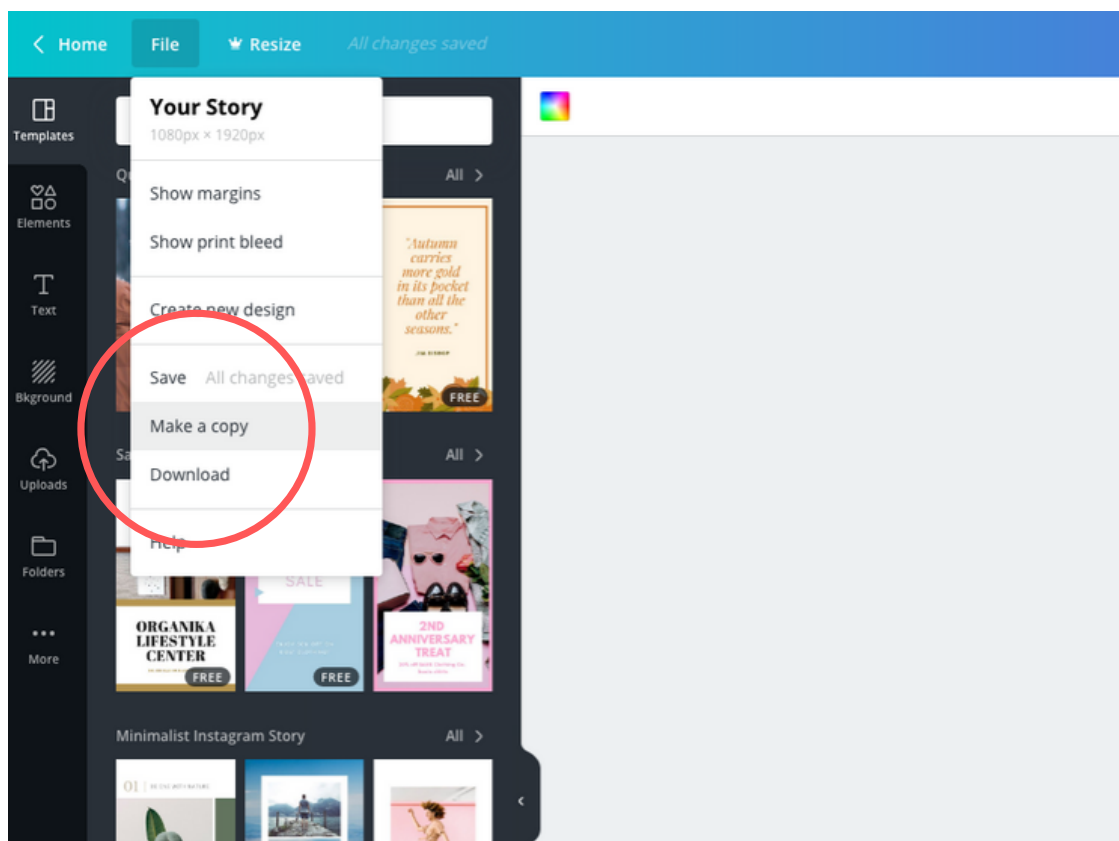 Home
File
Resize
All changes saved
Your Story
1080px × 1920px
Show margins
Show print bleed
Create new design
Save All changes saved
Make a copy
Download
Help
Templates
Elements
Text
Bkground
Uploads
Folders
More
All
"Autumn
carries
more gold
in its pocket
than all the
other
seasons."
JIM BISHOP
FREE
All
SALE
ORGANIKA
LIFESTYLE
CENTER
FREE
FREE
2ND
ANNIVERSARY
TREAT
Minimalist Instagram Story
All
01